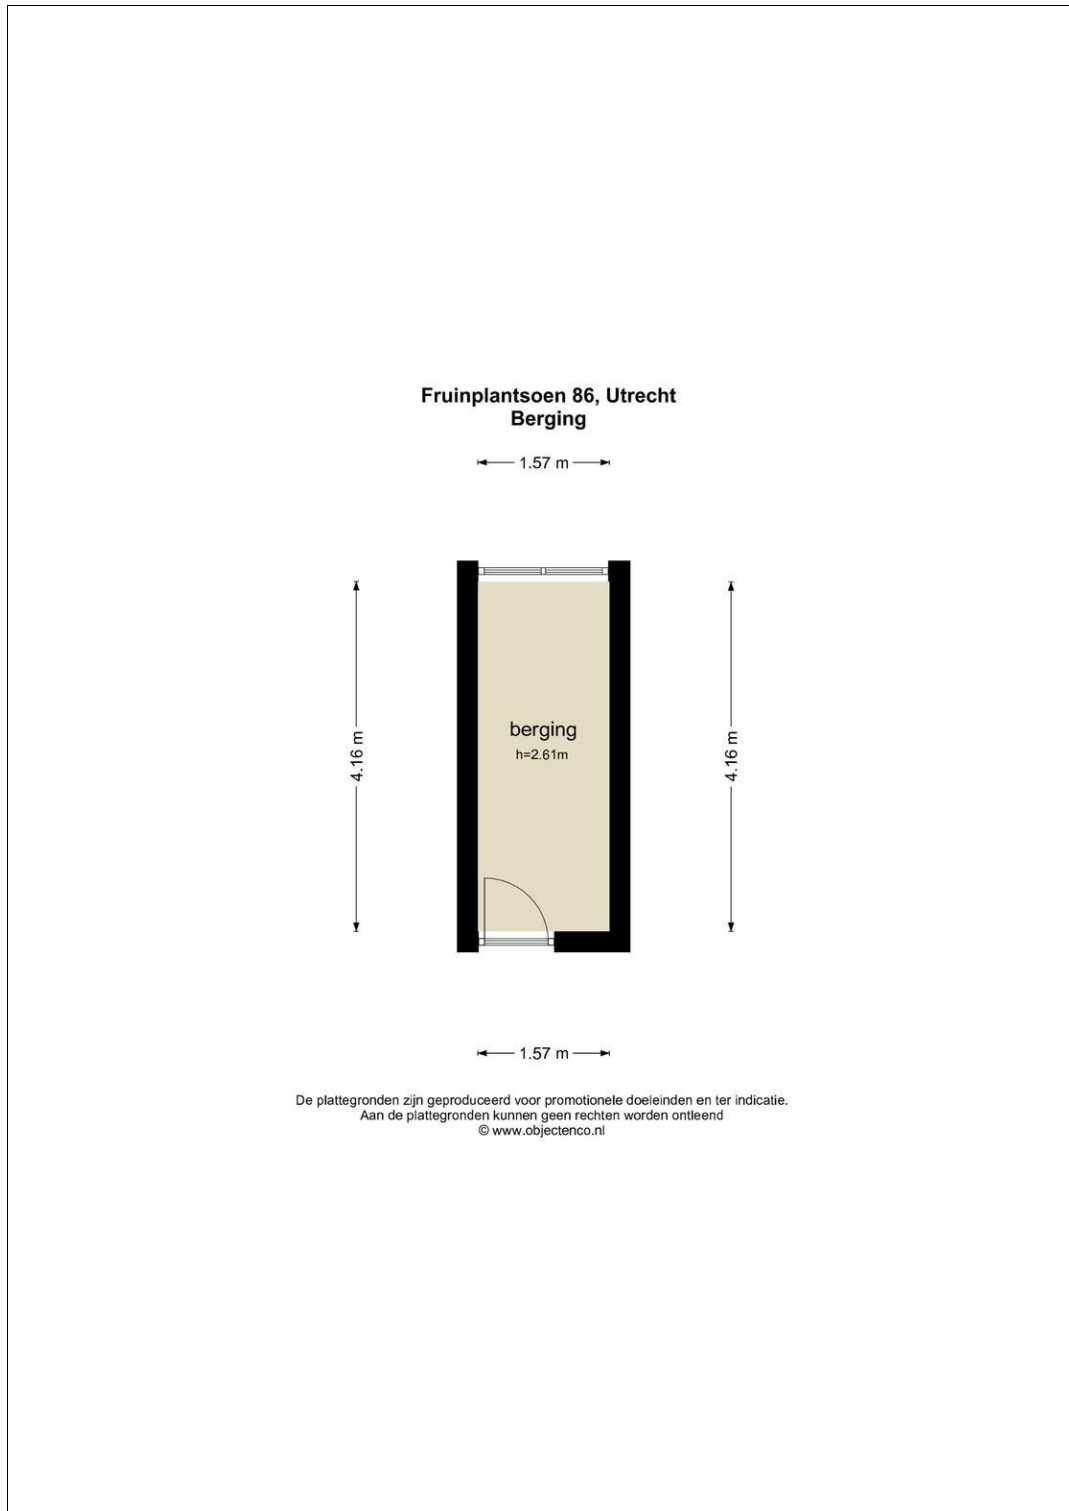 Fruinplantsoen 86, Utrecht
Berging
1.57 m
4.16 m
berging
h=2.61m
4.16 m
1.57 m
De plattegronden zijn geproduceerd voor promotionele doeleinden en ter indicatie.
Aan de plattegronden kunnen geen rechten worden ontleend
© www.objectenco.nl